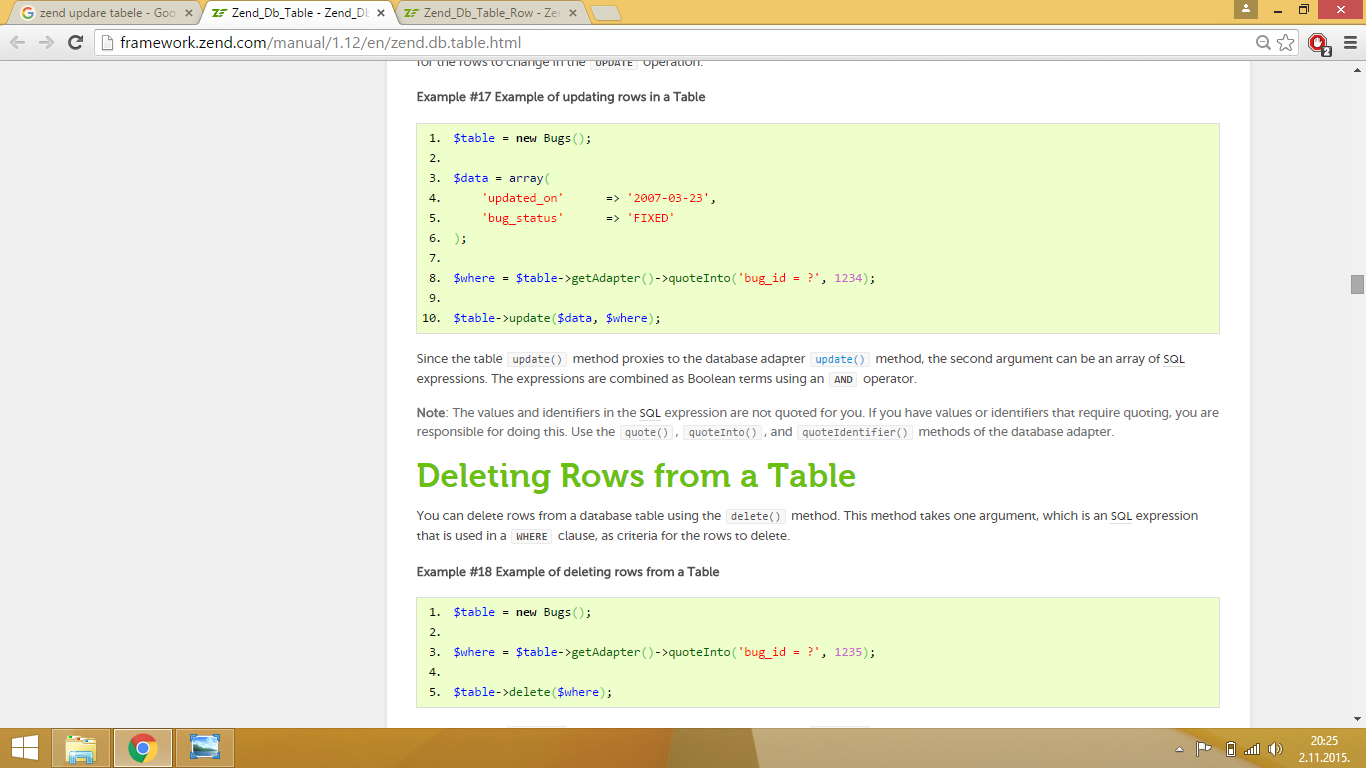 zend updare tabele - Goo
Zend_Db_Table - Zend_Db
Zend_Db_Table_Row - Zen
framework.zend.com/manual/1.12/en/zend.db.table.html
2
for the rows to change in the UPDATE operation.
Example #17 Example of updating rows in a Table
1. $table = new Bugs();
2.
3. $data = array(
4. 'updated_on' => '2007-03-23',
5. 'bug_status' => 'FIXED'
6. );
7.
8. $where = $table->getAdapter()->quoteInto('bug_id = ?', 1234);
9.
10. $table->update($data, $where);
Since the table update() method proxies to the database adapter update() method, the second argument can be an array of SQL
expressions. The expressions are combined as Boolean terms using an AND operator.
Note: The values and identifiers in the SQL expression are not quoted for you. If you have values or identifiers that require quoting, you are
responsible for doing this. Use the quote(), quoteInto(), and quoteIdentifier() methods of the database adapter.
Deleting Rows from a Table
You can delete rows from a database table using the delete() method. This method takes one argument, which is an SQL expression
that is used in a WHERE clause, as criteria for the rows to delete.
Example #18 Example of deleting rows from a Table
1. $table = new Bugs();
2.
3. $where = $table->getAdapter()->quoteInto('bug_id = ?', 1235);
4.
5. $table->delete($where);
20:25
2.11.2015.